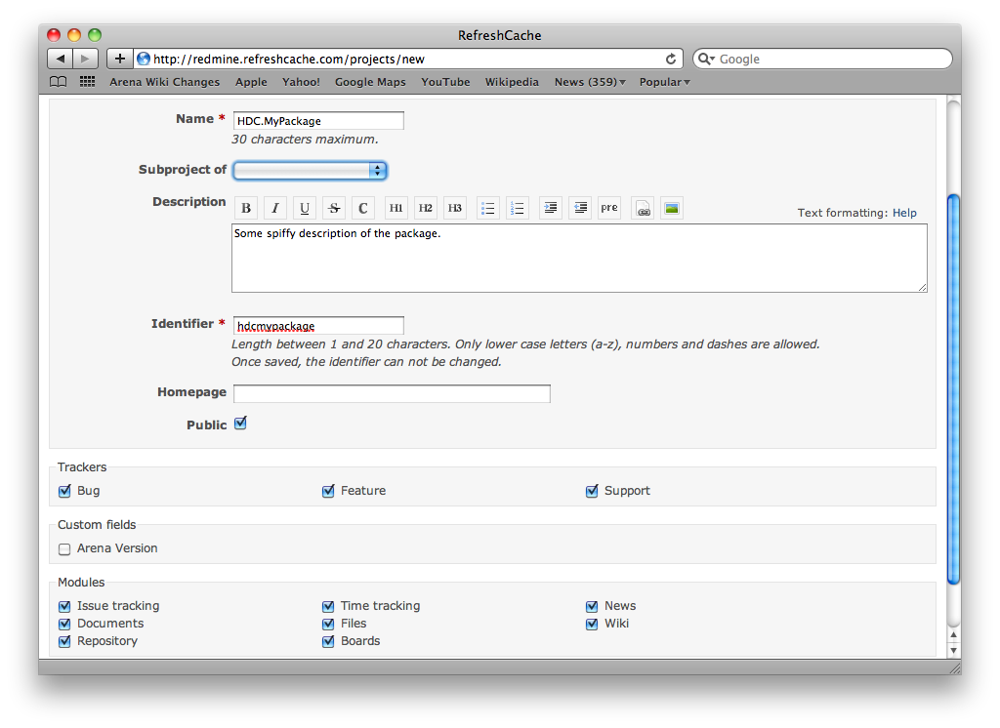 RefreshCache
http://redmine.refreshcache.com/projects/new
Google
Arena Wiki Changes Apple Yahoo! Google Maps YouTube Wikipedia News (359) Popular
Name * HDC.MyPackage
30 characters maximum.
Subproject of
Description B I U S C H1 H2 H3 pre
Text formatting: Help
Some spiffy description of the package.
Identifier * hdcmypackage
Length between 1 and 20 characters. Only lower case letters (a-z), numbers and dashes are allowed.
Once saved, the identifier can not be changed.
Homepage
Public
Trackers
Bug Feature Support
Custom fields
Arena Version
Modules
Issue tracking Time tracking News
Documents Files Wiki
Repository Boards